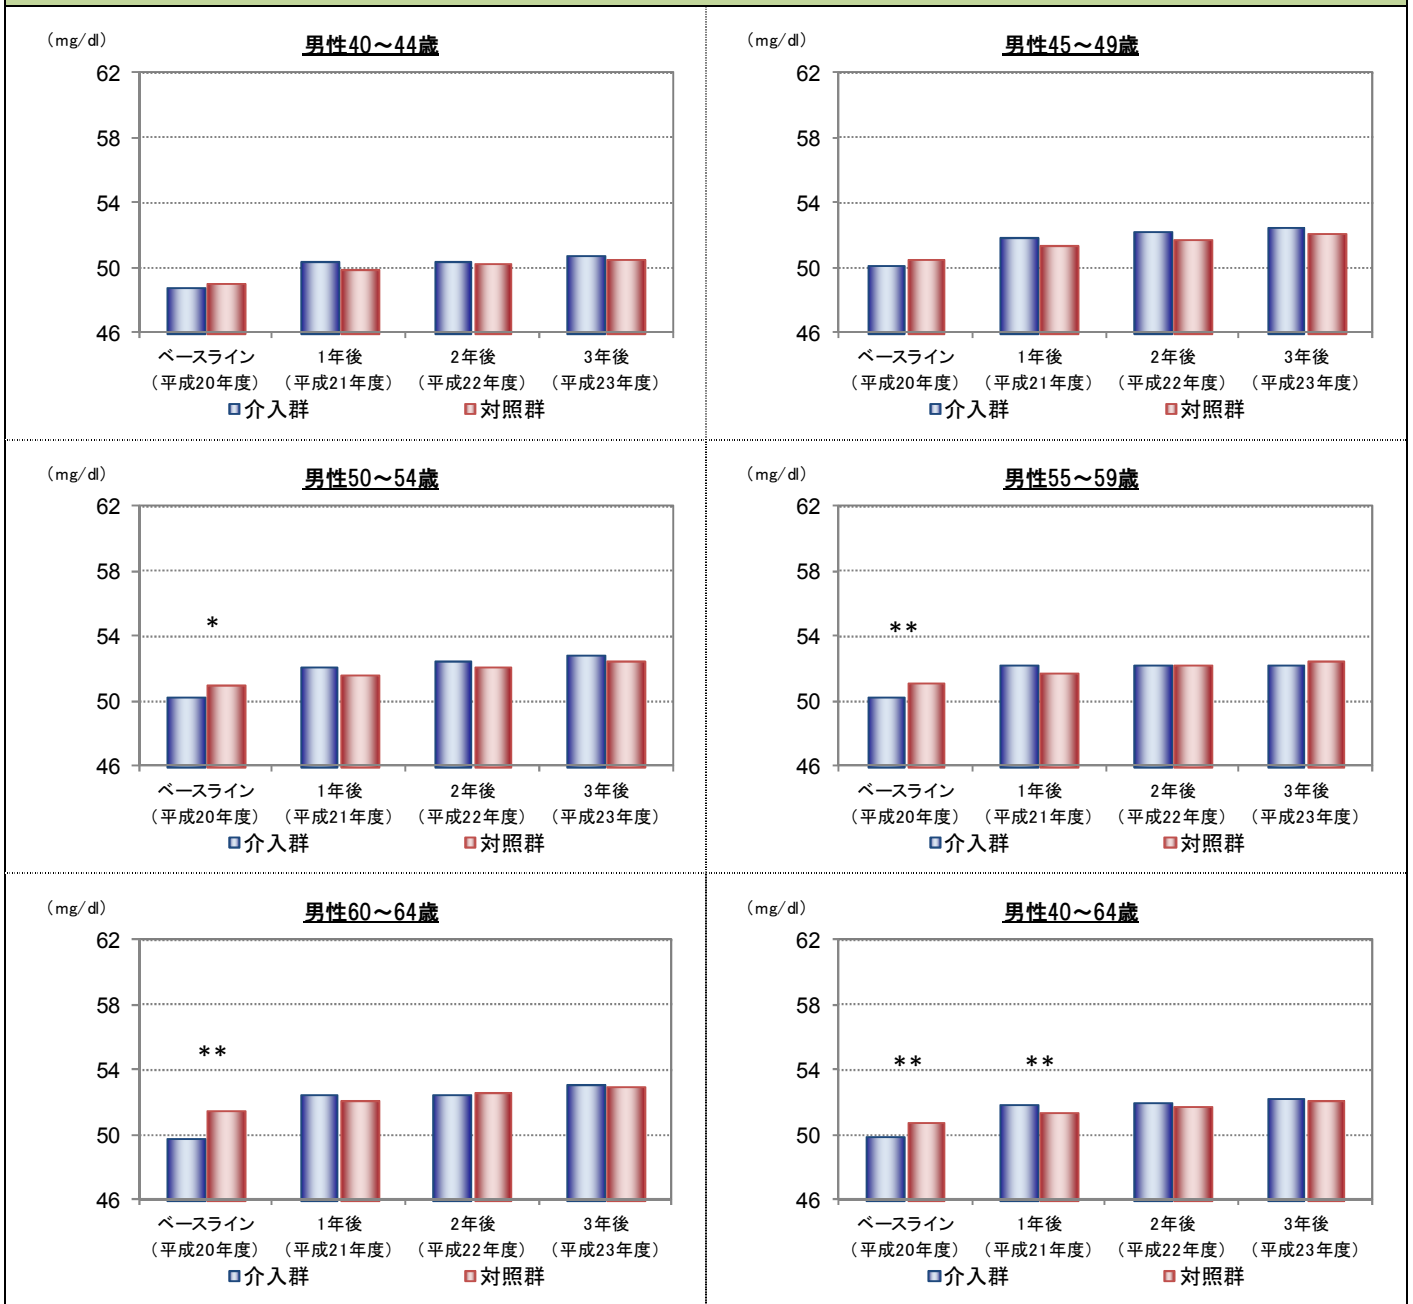 （mg/dl）
男性40～44歳
62
58
54
50
46
ベースライン 1年後 2年後 3年後
（平成20年度） （平成21年度） （平成22年度） （平成23年度）
介入群 対照群
（mg/dl）
男性45～49歳
62
58
54
50
46
ベースライン 1年後 2年後 3年後
（平成20年度） （平成21年度） （平成22年度） （平成23年度）
介入群 対照群
（mg/dl）
男性50～54歳
62
58
*
54
50
46
ベースライン 1年後 2年後 3年後
（平成20年度） （平成21年度） （平成22年度） （平成23年度）
介入群 対照群
（mg/dl）
男性55～59歳
62
58
**
54
50
46
ベースライン 1年後 2年後 3年後
（平成20年度） （平成21年度） （平成22年度） （平成23年度）
介入群 対照群
（mg/dl）
男性60～64歳
62
58
**
54
50
46
ベースライン 1年後 2年後 3年後
（平成20年度） （平成21年度） （平成22年度） （平成23年度）
介入群 対照群
（mg/dl）
男性40～64歳
62
58
** **
54
50
46
ベースライン 1年後 2年後 3年後
（平成20年度） （平成21年度） （平成22年度） （平成23年度）
介入群 対照群